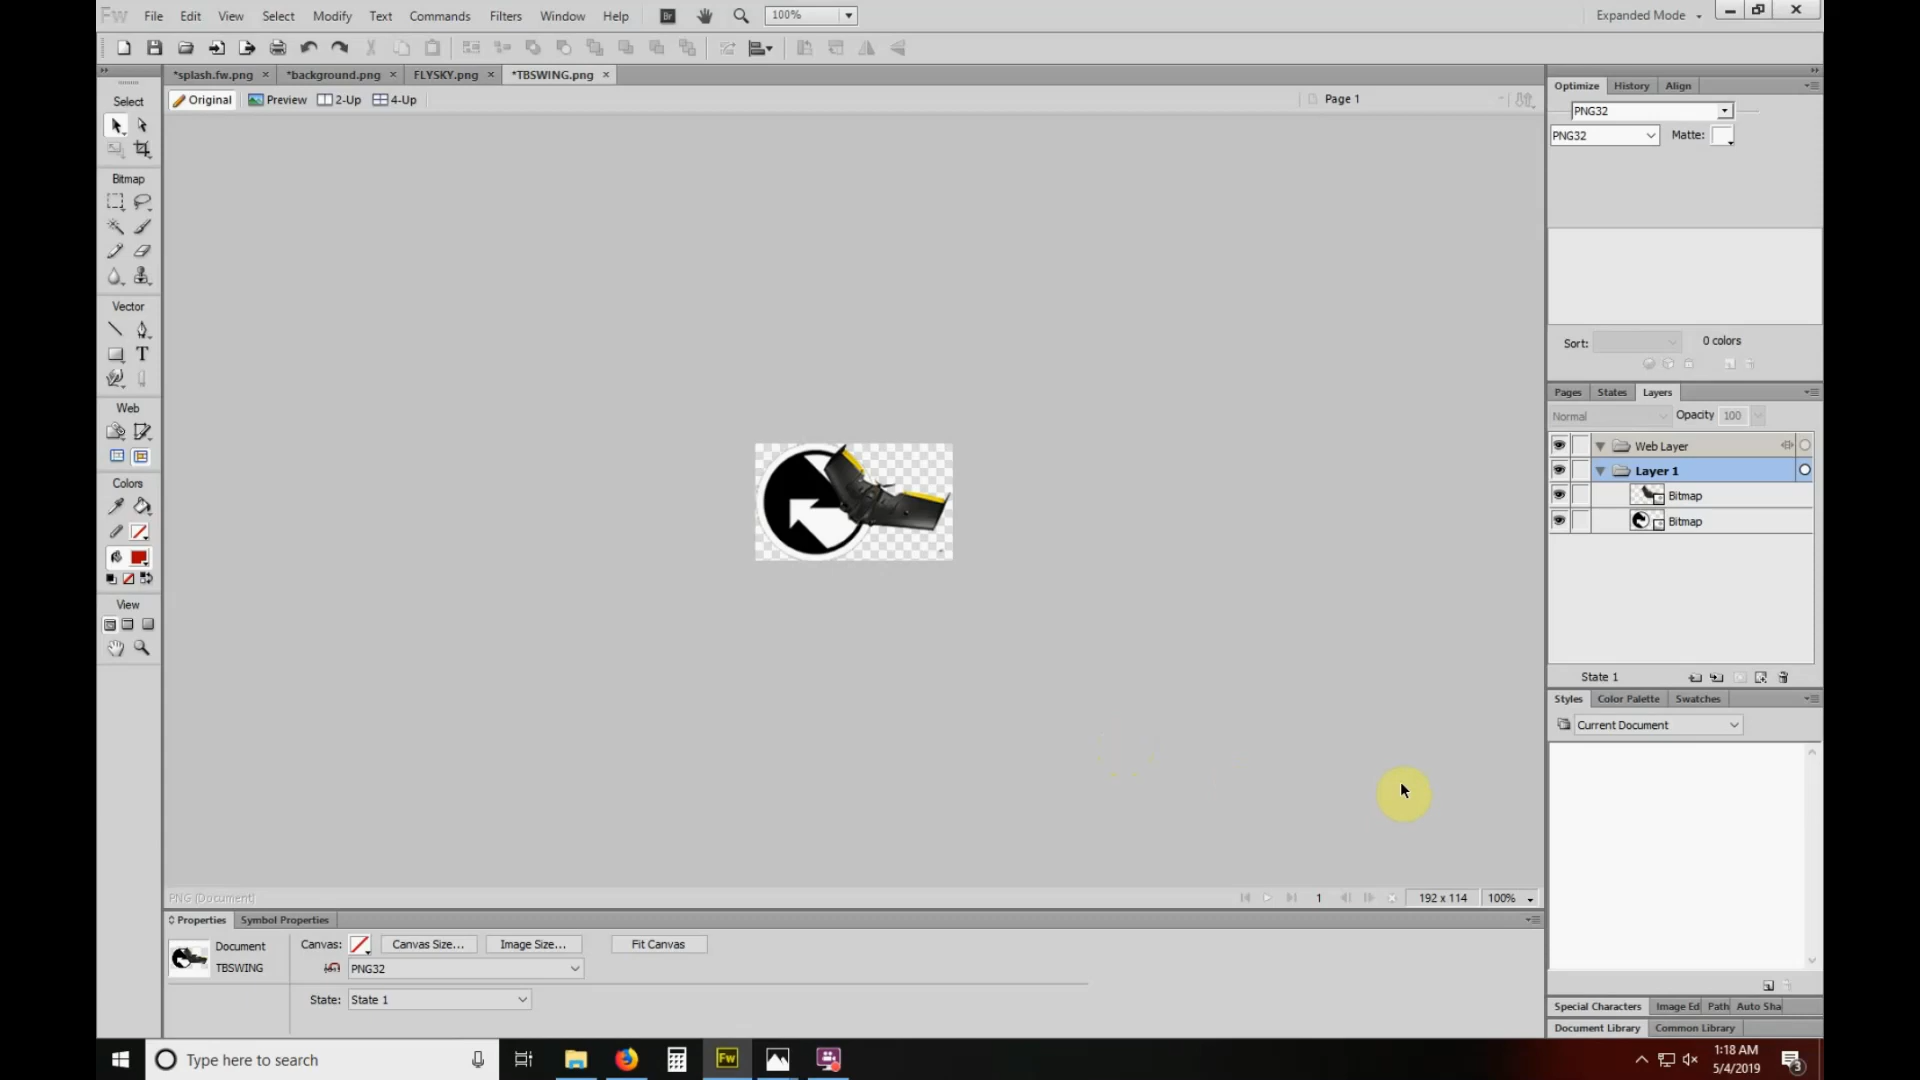 Fw File Edit View Select Modify Text Commands Filters Window Help Br 100% Expanded Mode
*splash.fw.png *background.png FLYSKY.png *TBSWING.png
Original Preview 2-Up 4-Up Page 1
Select
Bitmap
Vector
T
Web
Colors
View
Optimize History Align
PNG32
PNG32 Matte:
Sort: 0 colors
Pages States Layers
Normal Opacity 100
Web Layer
Layer 1
Bitmap
Bitmap
State 1
Styles Color Palette Swatches
Current Document
PNG (Document) 1 192 x 114 100%
Properties Symbol Properties
Document
TBSWING
Canvas: Canvas Size... Image Size... Fit Canvas
PNG32
State: State 1
Special Characters Image Ed Path Auto Sha
Document Library Common Library
Type here to search
Fw
1:18 AM
5/4/2019
3